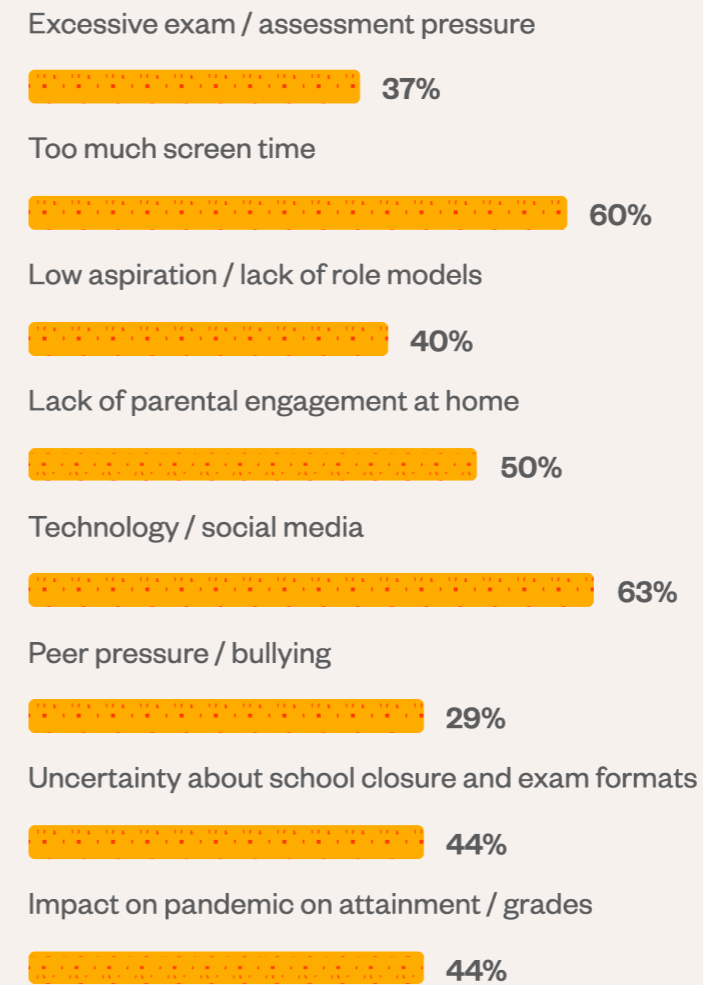 Excessive exam / assessment pressure
37%
Too much screen time
60%
Low aspiration / lack of role models
40%
Lack of parental engagement at home
50%
Technology / social media
63%
Peer pressure / bullying
29%
Uncertainty about school closure and exam formats
44%
Impact on pandemic on attainment / grades
44%